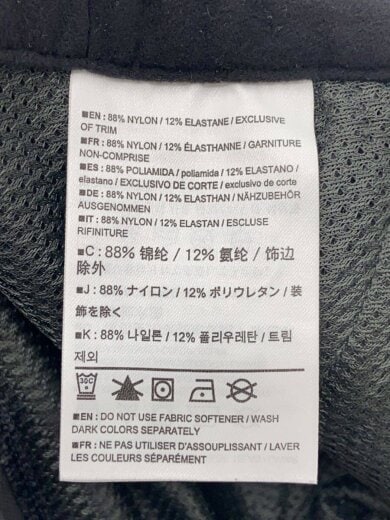 ■EN : 88% NYLON / 12% ELASTANE / EXCLUSIVE
OF TRIM
■FR : 88% NYLON / 12% ÉLASTHANNE / GARNITURE
NON-COMPRISE
■ES : 88% POLIAMIDA / poliamida / 12% ELASTANO /
elastano / EXCLUSIVO DE CORTE / exclusivo de corte
■DE : 88% NYLON / 12% ELASTHAN / NÄHZUBEHÖR
AUSGENOMMEN
■IT : 88% NYLON / 12% ELASTAN / ESCLUSE
RIFINITURE
■C : 88% 锦纶 / 12% 氨纶 / 饰边
除外
■J : 88% ナイロン / 12% ポリウレタン / 装
飾を除く
■K : 88% 나일론 / 12% 폴리우레탄 / 트림
제외
30C
■EN : DO NOT USE FABRIC SOFTENER / WASH
DARK COLORS SEPARATELY
■FR : NE PAS UTILISER D'ASSOUPLISSANT / LAVER
LES COULEURS SÉPARÉMENT